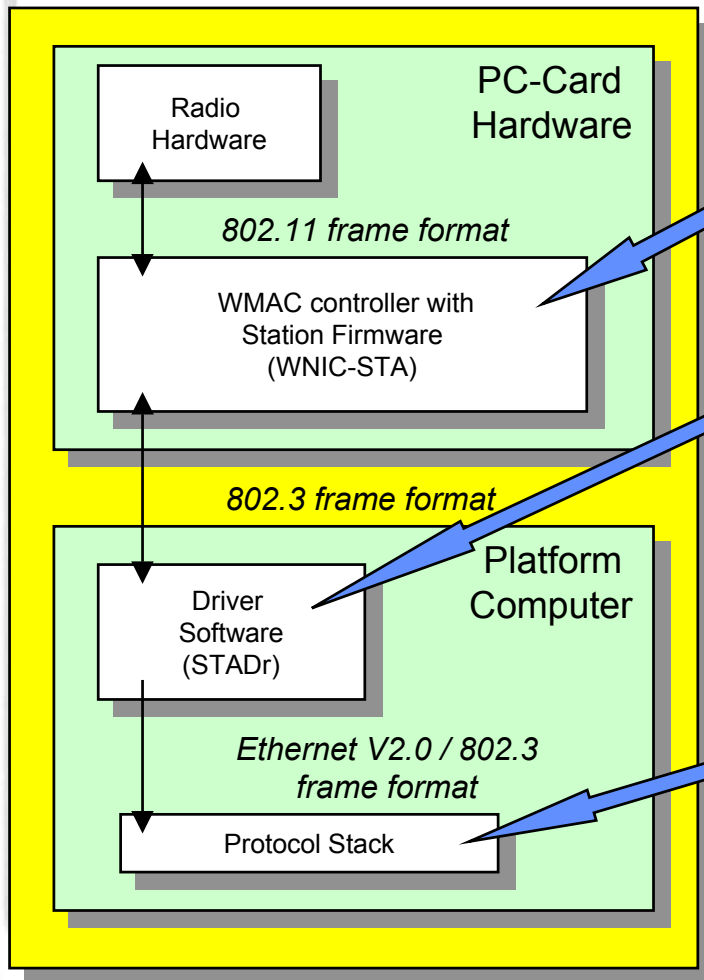 PC-Card
Hardware
Radio
Hardware
802.11 frame format
WMAC controller with
Station Firmware
(WNIC-STA)
802.3 frame format
Platform
Computer
Driver
Software
(STADr)
Ethernet V2.0 / 802.3
frame format
Protocol Stack